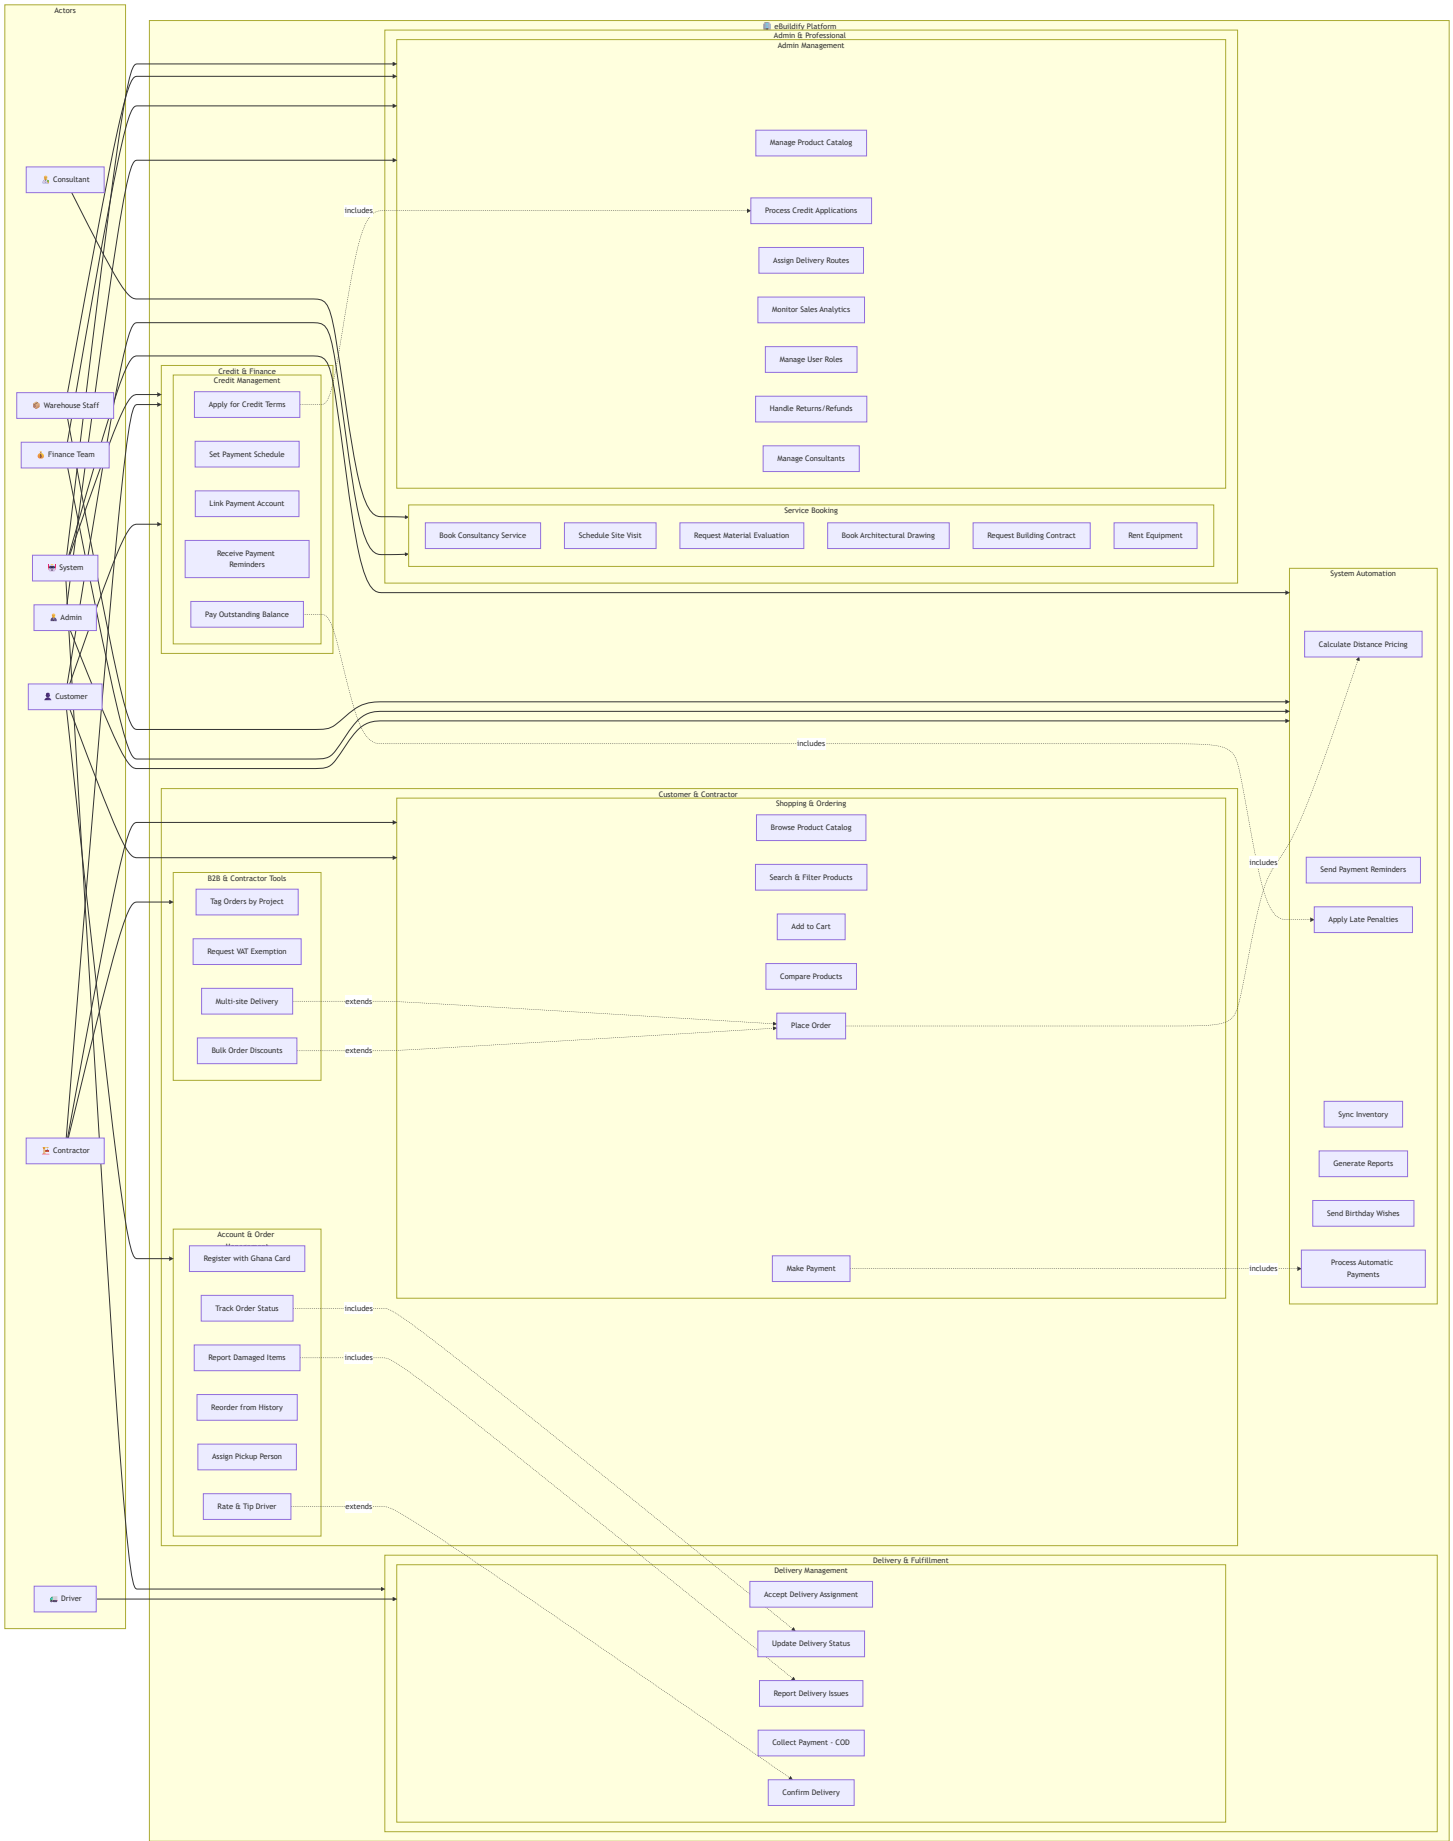 Actors
Consultant
Warehouse Staff
Finance Team
System
Admin
Customer
Contractor
Driver
eBuildify Platform
Admin & Professional
Admin Management
Manage Product Catalog
includes
Process Credit Applications
Assign Delivery Routes
Monitor Sales Analytics
Manage User Roles
Handle Returns/Refunds
Manage Consultants
Service Booking
Book Consultancy Service
Schedule Site Visit
Request Material Evaluation
Book Architectural Drawing
Request Building Contract
Rent Equipment
Credit & Finance
Credit Management
Apply for Credit Terms
Set Payment Schedule
Link Payment Account
Receive Payment
Reminders
Pay Outstanding Balance
includes
System Automation
Calculate Distance Pricing
includes
Send Payment Reminders
Apply Late Penalties
Sync Inventory
Generate Reports
Send Birthday Wishes
Process Automatic
Payments
Customer & Contractor
Shopping & Ordering
Browse Product Catalog
Search & Filter Products
Add to Cart
Compare Products
Place Order
Make Payment
includes
B2B & Contractor Tools
Tag Orders by Project
Request VAT Exemption
Multi-site Delivery
extends
Bulk Order Discounts
extends
Account & Order
Register with Ghana Card
Track Order Status
includes
Report Damaged Items
includes
Reorder from History
Assign Pickup Person
Rate & Tip Driver
extends
Delivery & Fulfillment
Delivery Management
Accept Delivery Assignment
Update Delivery Status
Report Delivery Issues
Collect Payment - COD
Confirm Delivery